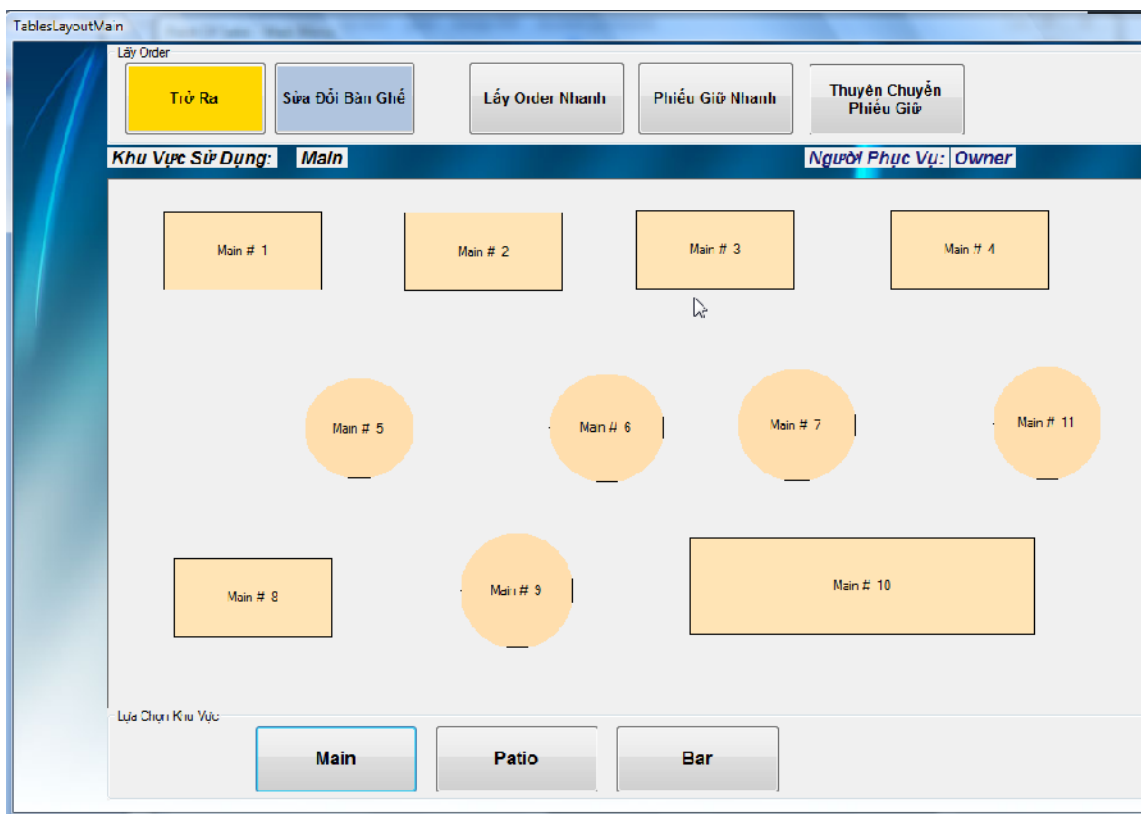 TablesLayoutMain
Lấy Order
Trở Ra
Sửa Đổi Bàn Ghế
Lấy Order Nhanh
Phiếu Giữ Nhanh
Thuyên Chuyển
Phiếu Giữ
Khu Vực Sử Dụng: Main
Người Phục Vụ: Owner
Main # 1
Main # 2
Main # 3
Main # 4
Main # 5
Main # 6
Main # 7
Main # 11
Main # 8
Main # 9
Main # 10
Lựa Chọn Khu Vực
Main
Patio
Bar